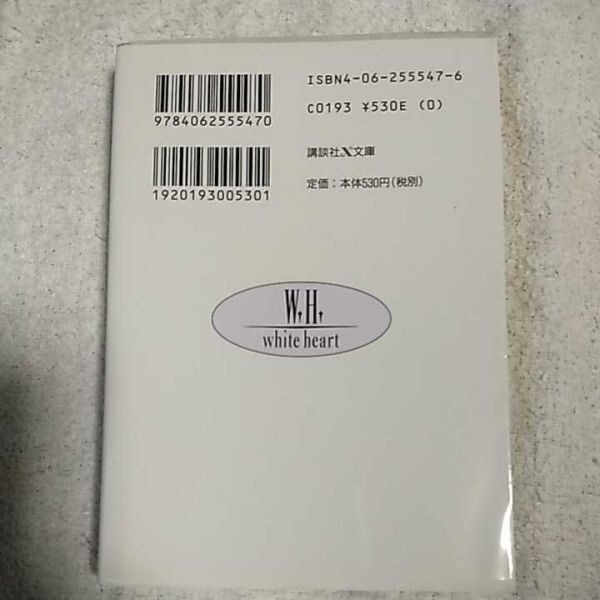 ISBN4-06-255547-6
C0193 ¥530E (0)
9784062555470
講談社X文庫
定価：本体530円(税別)
1920193005301
W.H.
white heart